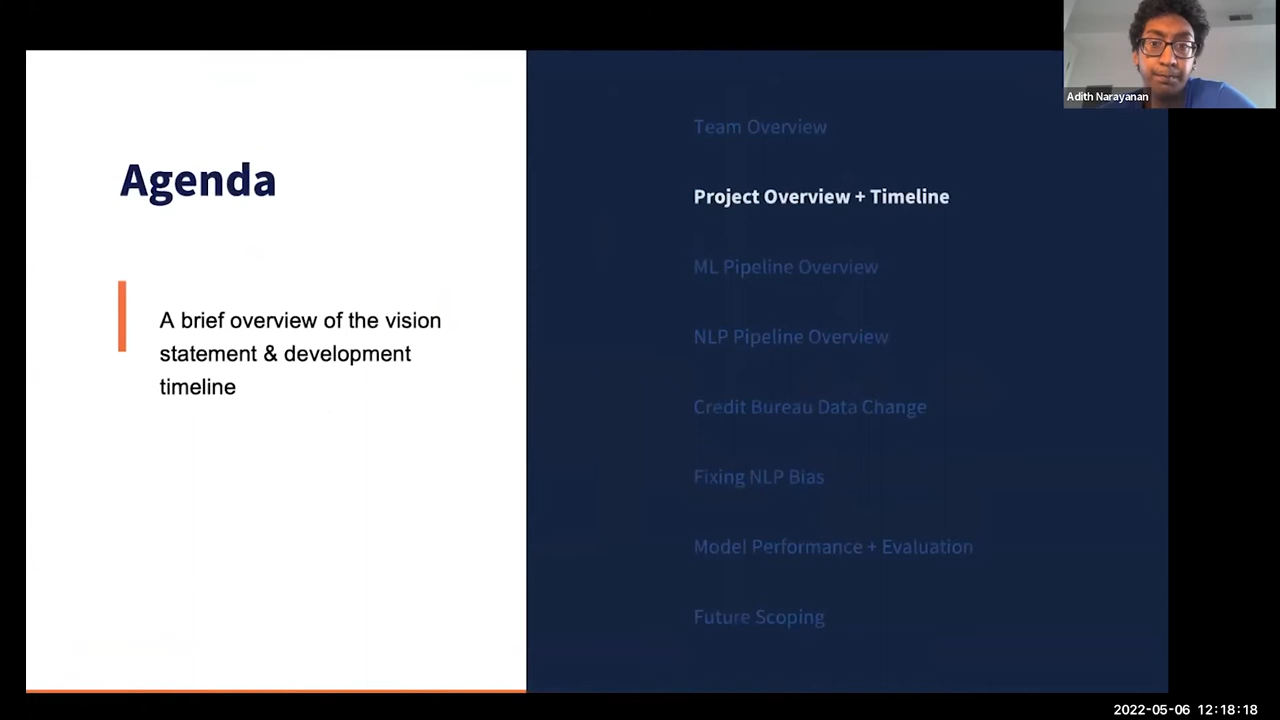 Adith Narayanan
Agenda
A brief overview of the vision
statement & development
timeline
Team Overview
Project Overview + Timeline
ML Pipeline Overview
NLP Pipeline Overview
Credit Bureau Data Change
Fixing NLP Bias
Model Performance + Evaluation
Future Scoping
2022-05-06 12:18:18